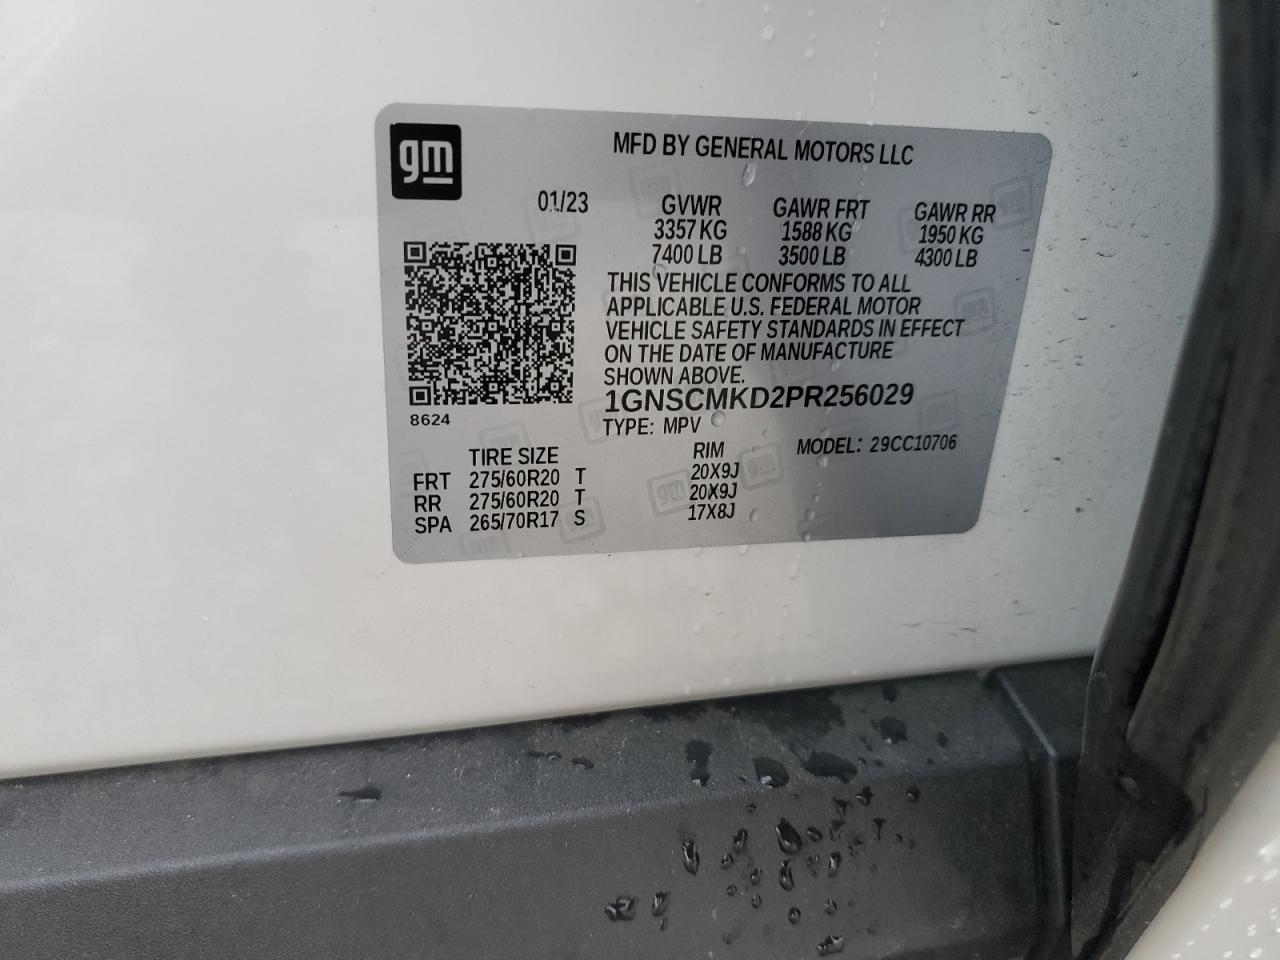 gm
MFD BY GENERAL MOTORS LLC
01/23 GVWR GAWR FRT GAWR RR
3357 KG 1588 KG 1950 KG
7400 LB 3500 LB 4300 LB
THIS VEHICLE CONFORMS TO ALL
APPLICABLE U.S. FEDERAL MOTOR
VEHICLE SAFETY STANDARDS IN EFFECT
ON THE DATE OF MANUFACTURE
SHOWN ABOVE.
1GNSCMKD2PR256029
8624
TYPE: MPV MODEL: 29CC10706
TIRE SIZE RIM
FRT 275/60R20 T 20X9J
RR 275/60R20 T 20X9J
SPA 265/70R17 S 17X8J